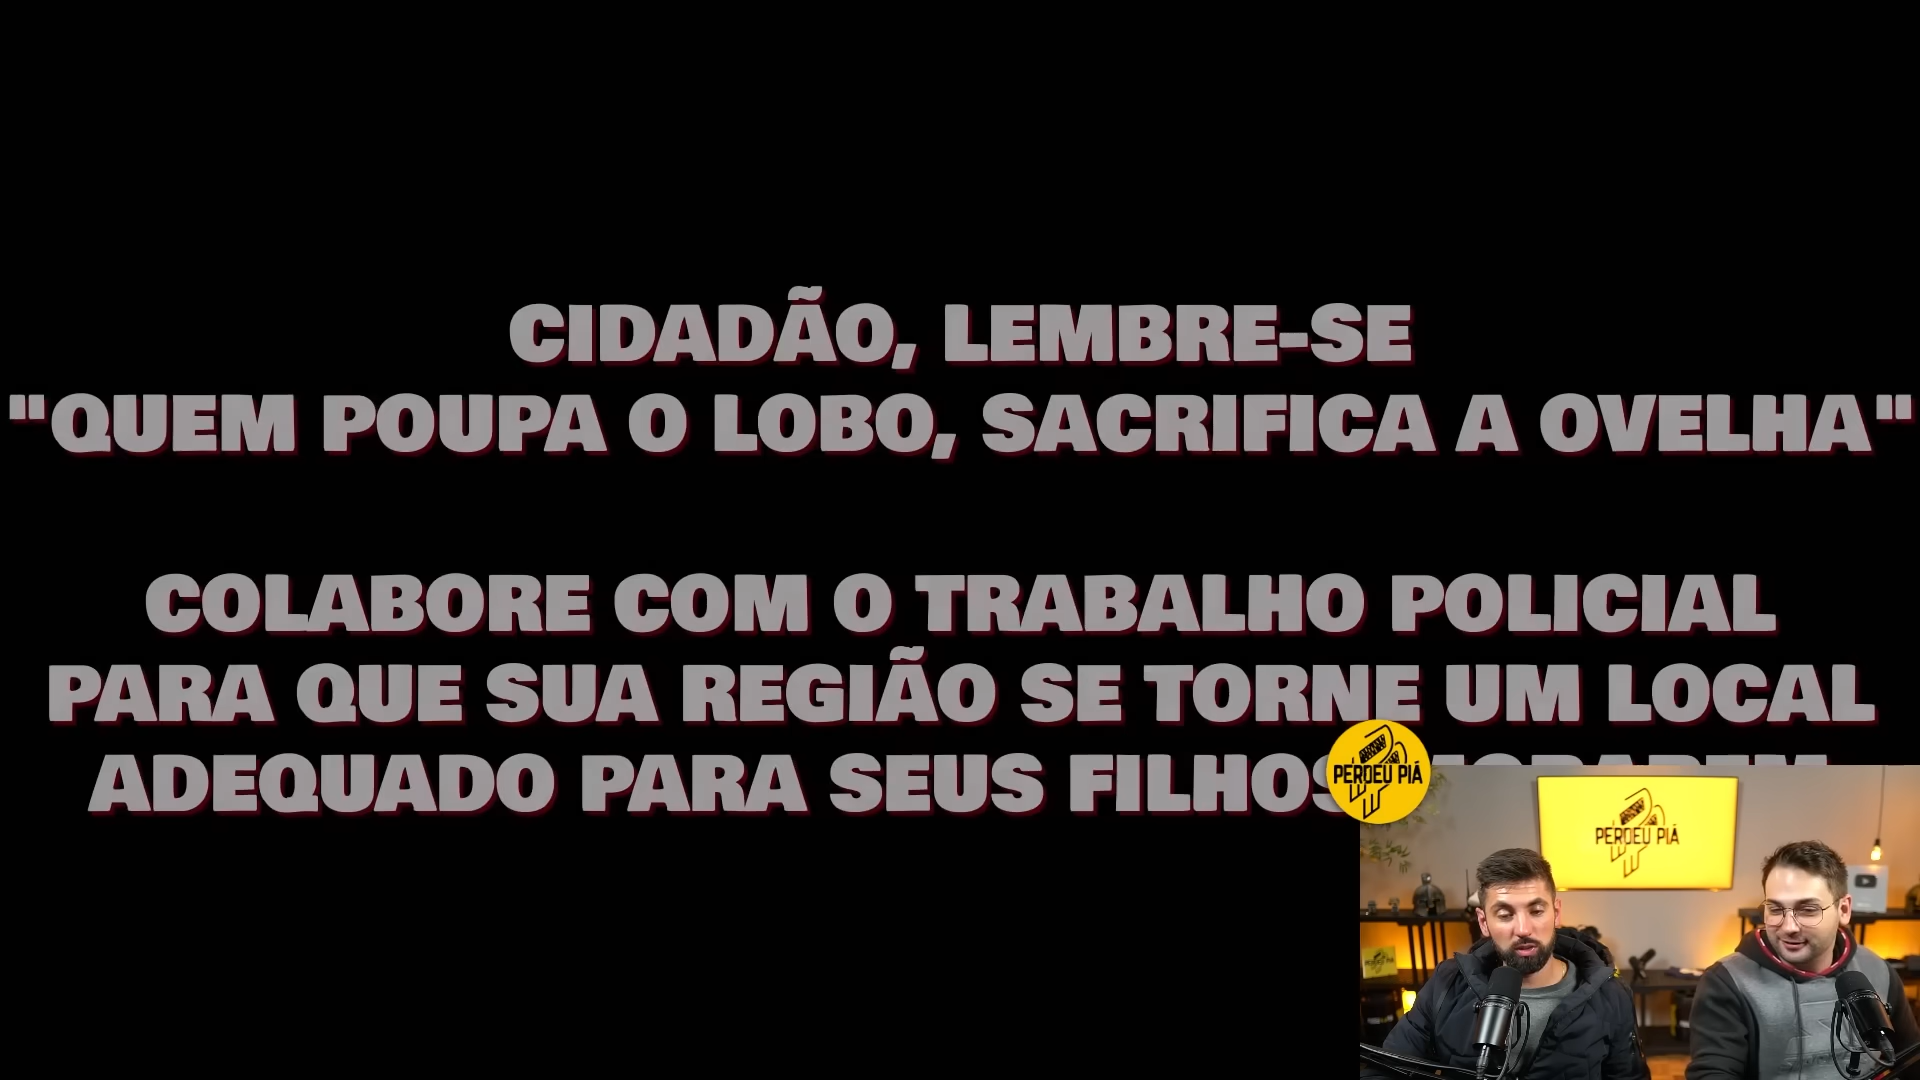 CIDADÃO, LEMBRE-SE
"QUEM POUPA O LOBO, SACRIFICA A OVELHA"
COLABORE COM O TRABALHO POLICIAL
PARA QUE SUA REGIÃO SE TORNE UM LOCAL
ADEQUADO PARA SEUS FILHOS
PERDEU PIÁ
PERDEU PIÁ